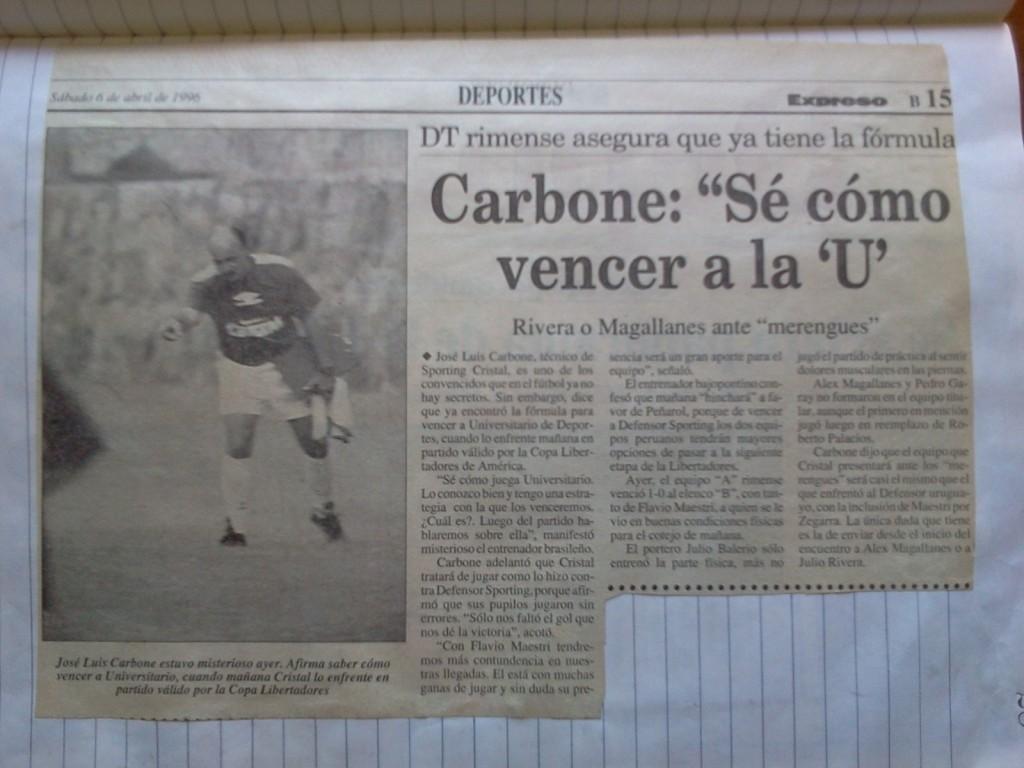 Sábado 6 de abril de 1996
DEPORTES
Expreso B 15
DT rimense asegura que ya tiene la fórmula
Carbone: “Sé cómo
vencer a la ‘U’
Rivera o Magallanes ante “merengues”
José Luis Carbone estuvo misterioso ayer. Afirma saber cómo
vencer a Universitario, cuando mañana Cristal lo enfrente en
partido válido por la Copa Libertadores
◆ José Luis Carbone, técnico de
Sporting Cristal, es uno de los
convencidos que en el fútbol ya no
hay secretos. Sin embargo, dice
que ya encontró la fórmula para
vencer a Universitario de Depor-
tes, cuando lo enfrente mañana en
partido válido por la Copa Liber-
tadores de América.
“Sé cómo juega Universitario.
Lo conozco bien y tengo una estra-
tegia con la que los venceremos.
¿Cuál es?. Luego del partido ha-
blaremos sobre ella”, manifestó
misterioso el entrenador brasileño.
Carbone adelantó que Cristal
tratará de jugar como lo hizo con-
tra Defensor Sporting, porque afir-
mó que sus pupilos jugaron sin
errores. “Sólo nos faltó el gol que
nos dé la victoria”, acotó.
“Con Flavio Maestri tendre-
mos más contundencia en nues-
tras llegadas. El está con muchas
ganas de jugar y sin duda su pre-
sencia será un gran aporte para el
equipo”, señaló.
El entrenador bajopontino con-
fesó que mañana “hinchará” a fa-
vor de Peñarol, porque de vencer
a Defensor Sporting los dos equi-
pos peruanos tendrán mayores
opciones de pasar a la siguiente
etapa de la Libertadores.
Ayer, el equipo “A” rimense
venció 1-0 al elenco “B”, con tan-
to de Flavio Maestri, a quien se le
vio en buenas condiciones físicas
para el cotejo de mañana.
El portero Julio Balerio sólo
entrenó la parte física, más no
jugó el partido de práctica al sentir
dolores musculares en las piernas.
Alex Magallanes y Pedro Ga-
ray no formaron en el equipo titu-
lar, aunque el primero en mención
jugó luego en reemplazo de Ro-
berto Palacios.
Carbone dijo que el equipo que
Cristal presentará ante los “me-
rengues” será casi el mismo que el
que enfrentó al Defensor urugua-
yo, con la inclusión de Maestri por
Zegarra. La única duda que tiene
es la de enviar desde el inicio del
encuentro a Alex Magallanes o a
Julio Rivera.